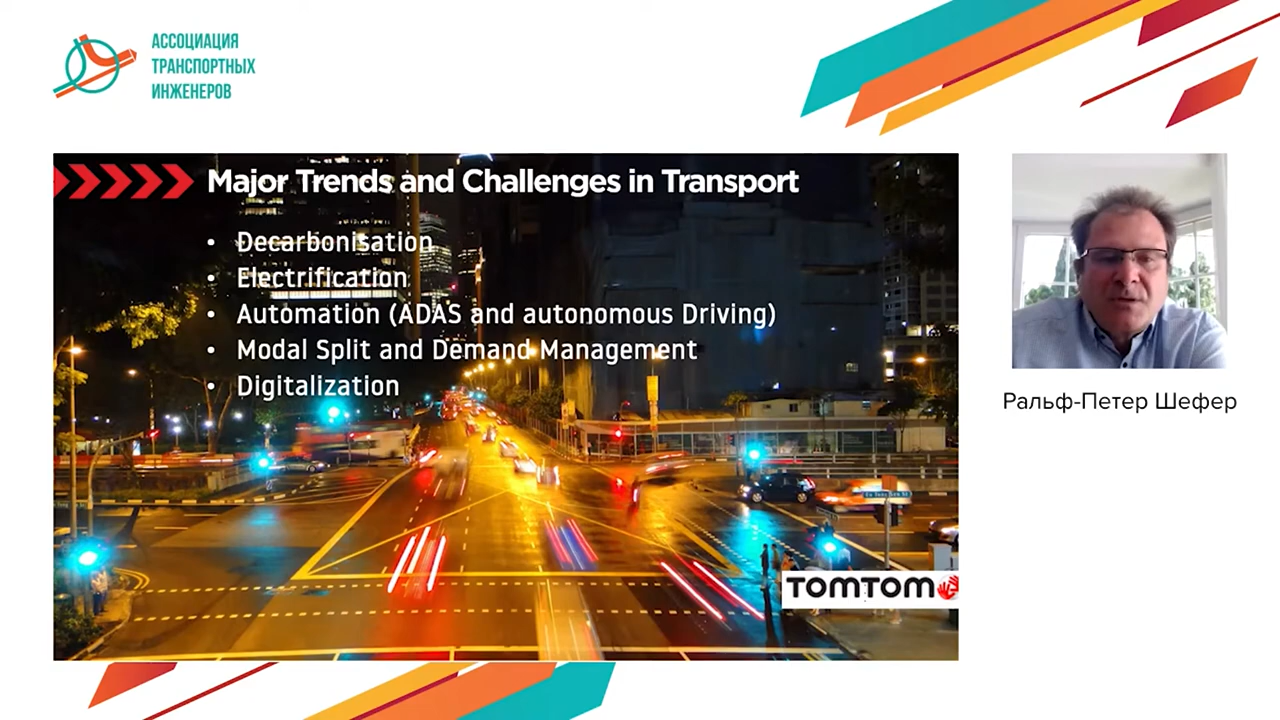 АССОЦИАЦИЯ
ТРАНСПОРТНЫХ
ИНЖЕНЕРОВ
Major Trends and Challenges in Transport
• Decarbonisation
• Electrification
• Automation (ADAS and autonomous Driving)
• Modal Split and Demand Management
• Digitalization
TOMTOM
Ральф-Петер Шефер